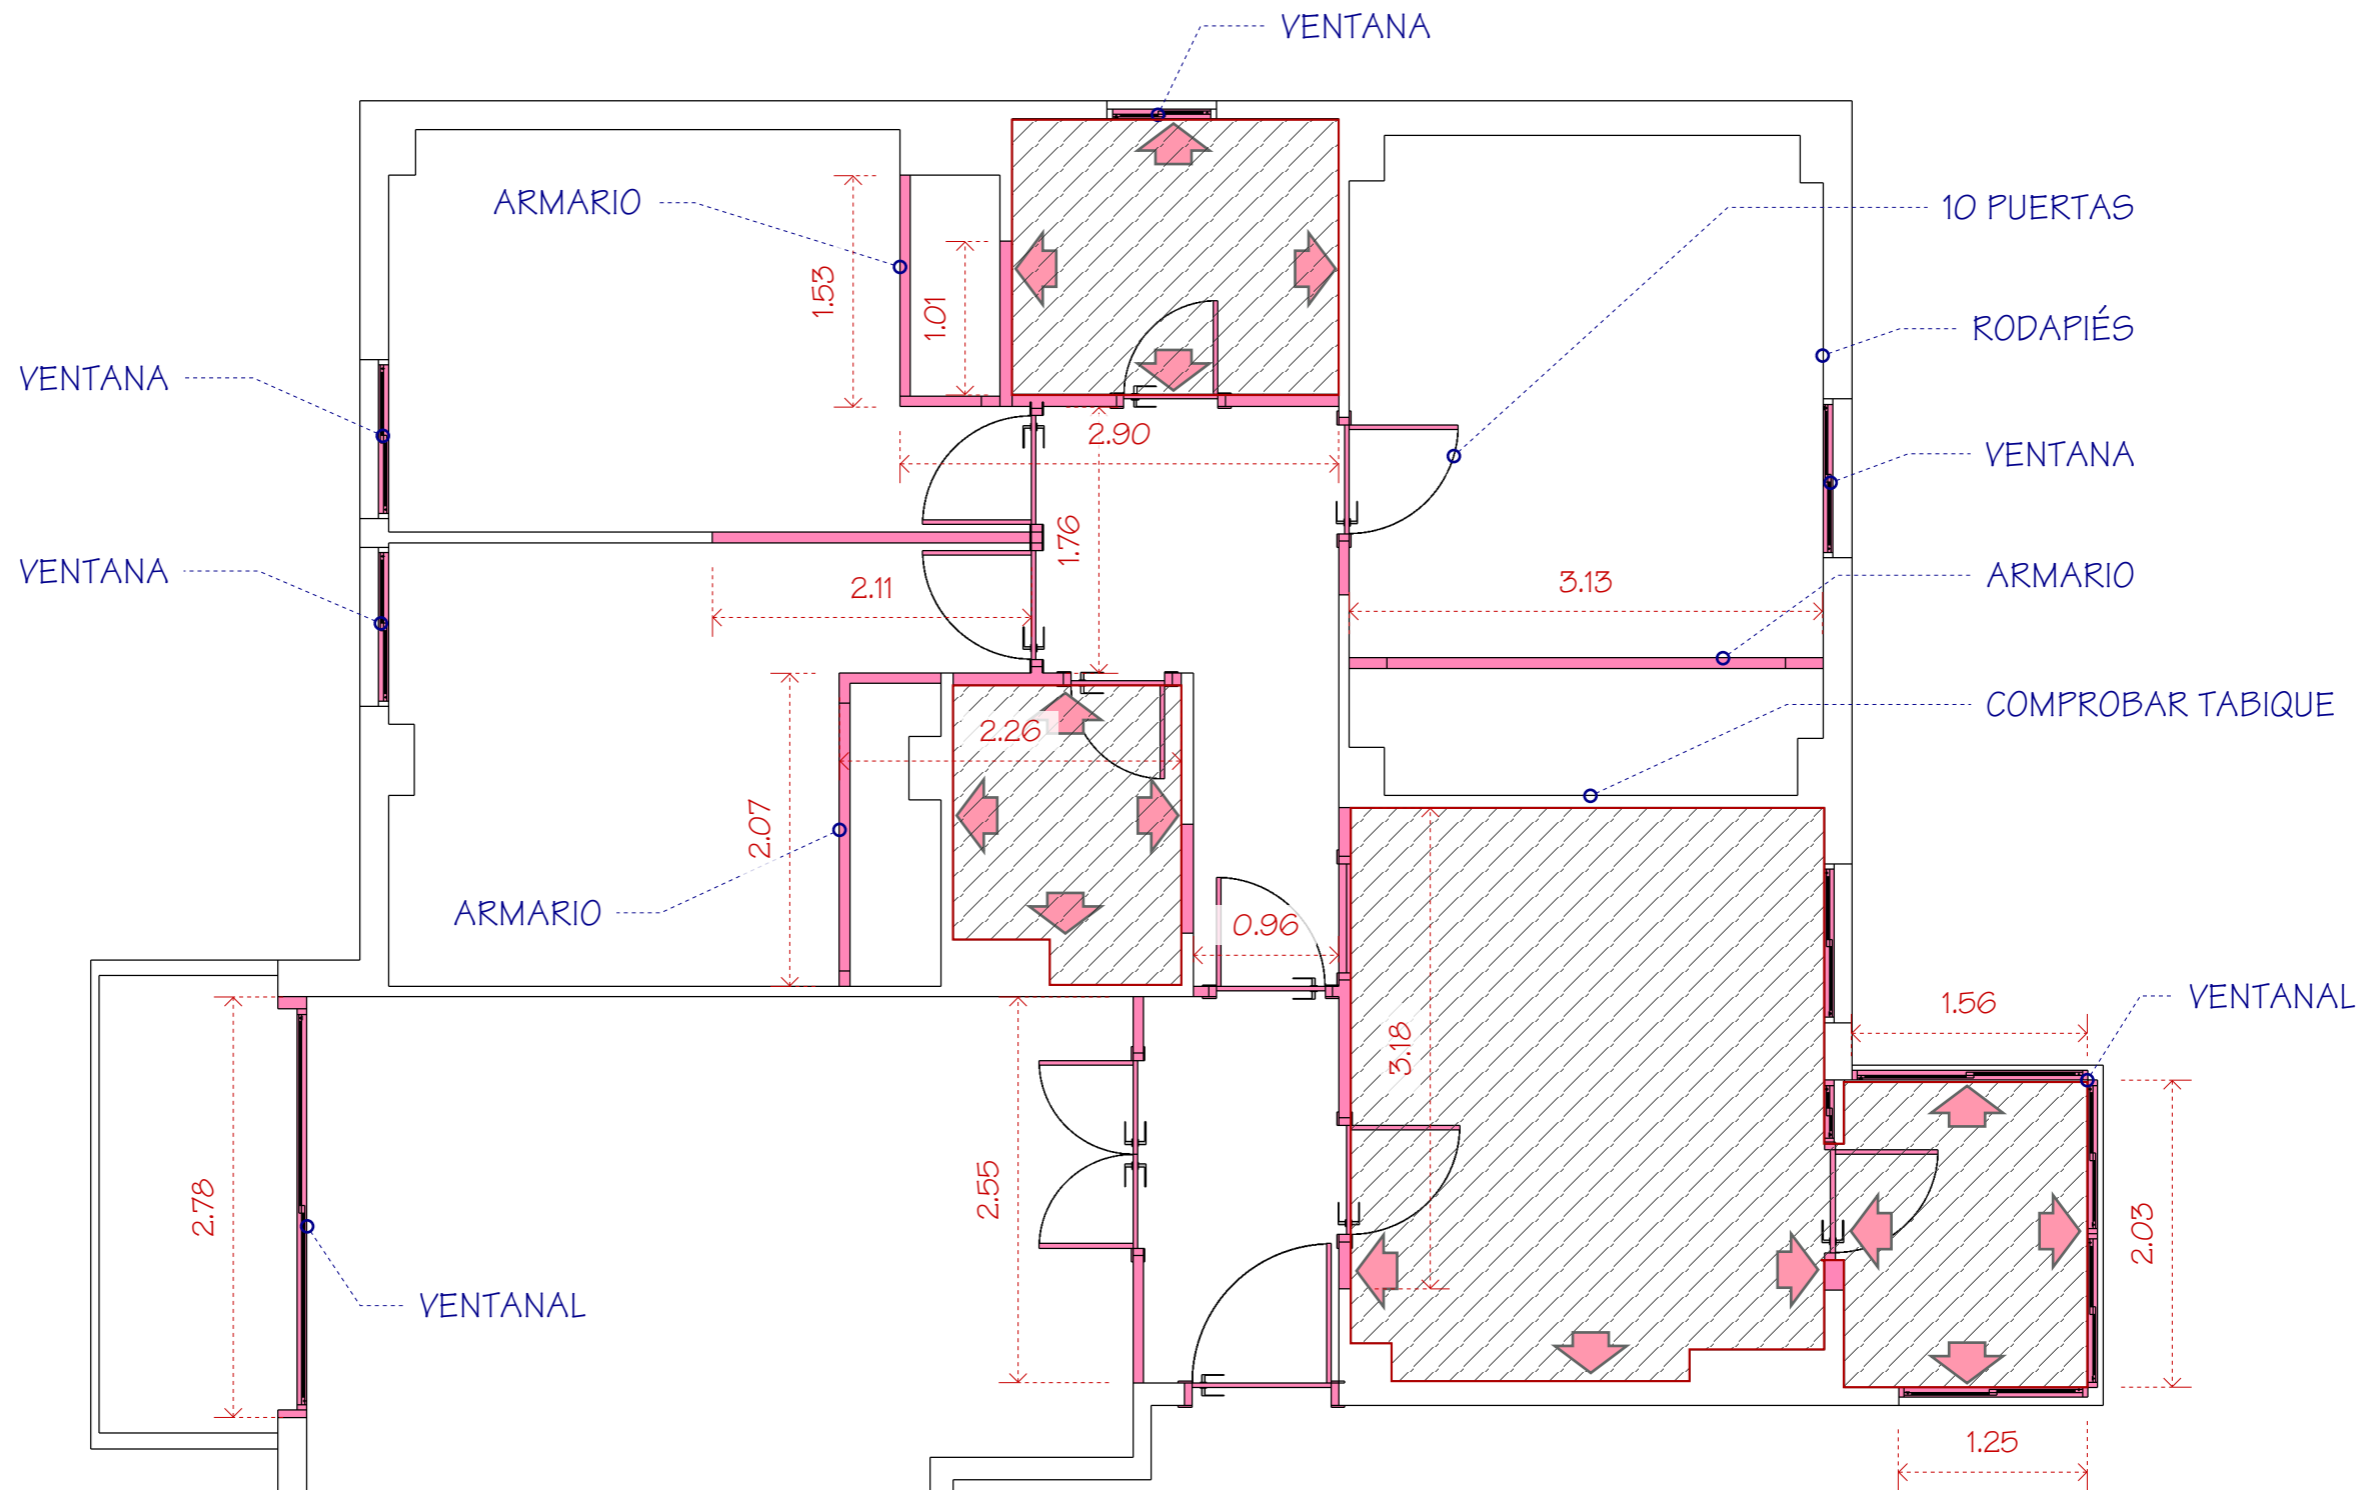 VENTANA
ARMARIO
10 PUERTAS
1.53
1.01
RODAPIÉS
VENTANA
2.90
VENTANA
1.76
VENTANA
2.11
3.13
ARMARIO
COMPROBAR TABIQUE
2.26
2.07
ARMARIO
0.96
3.18
1.56
VENTANAL
2.78
2.55
2.03
VENTANAL
1.25